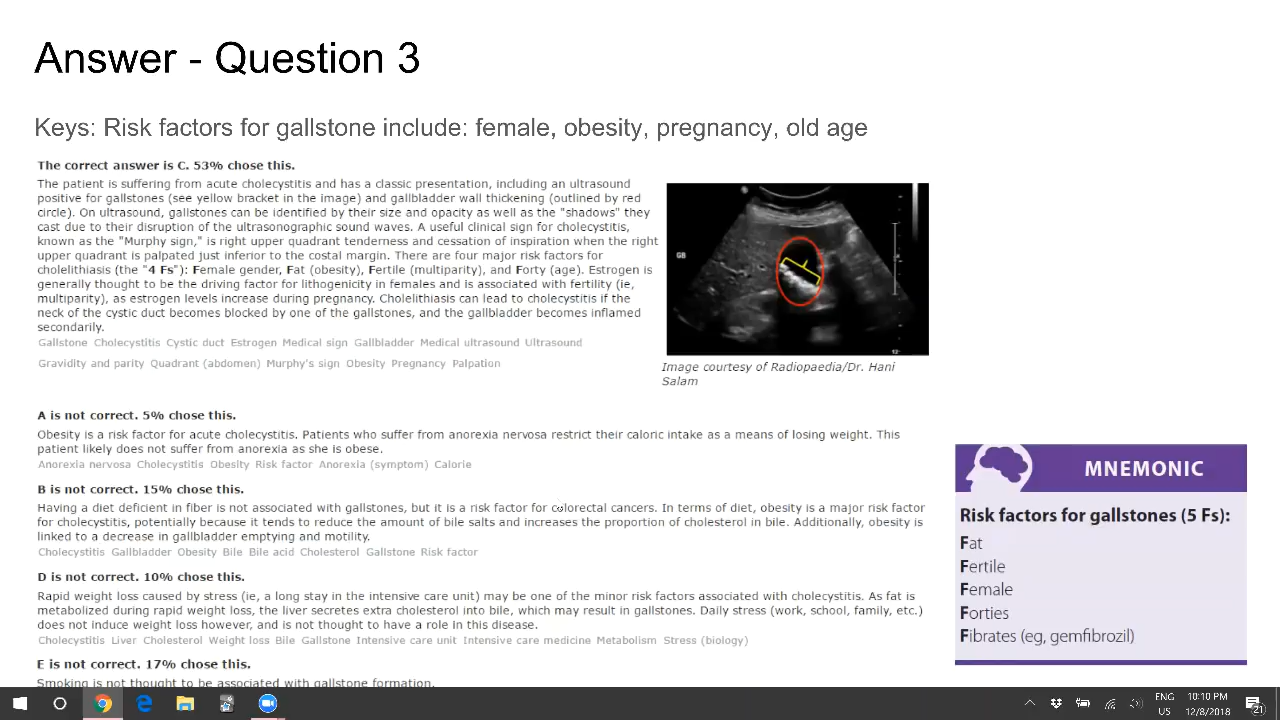 Answer - Question 3
Keys: Risk factors for gallstone include: female, obesity, pregnancy, old age
The correct answer is C. 53% chose this.
The patient is suffering from acute cholecystitis and has a classic presentation, including an ultrasound
positive for gallstones (see yellow bracket in the image) and gallbladder wall thickening (outlined by red
circle). On ultrasound, gallstones can be identified by their size and opacity as well as the "shadows" they
cast due to their disruption of the ultrasonographic sound waves. A useful clinical sign for cholecystitis,
known as the "Murphy sign," is right upper quadrant tenderness and cessation of inspiration when the right
upper quadrant is palpated just inferior to the costal margin. There are four major risk factors for
cholelithiasis (the "4 Fs"): Female gender, Fat (obesity), Fertile (multiparity), and Forty (age). Estrogen is
generally thought to be the driving factor for lithogenicity in females and is associated with fertility (ie,
multiparity), as estrogen levels increase during pregnancy. Cholelithiasis can lead to cholecystitis if the
neck of the cystic duct becomes blocked by one of the gallstones, and the gallbladder becomes inflamed
secondarily.
Gallstone Cholecystitis Cystic duct Estrogen Medical sign Gallbladder Medical ultrasound Ultrasound
Gravidity and parity Quadrant (abdomen) Murphy's sign Obesity Pregnancy Palpation
GB
Image courtesy of Radiopaedia/Dr. Hani
Salam
A is not correct. 5% chose this.
Obesity is a risk factor for acute cholecystitis. Patients who suffer from anorexia nervosa restrict their caloric intake as a means of losing weight. This
patient likely does not suffer from anorexia as she is obese.
Anorexia nervosa Cholecystitis Obesity Risk factor Anorexia (symptom) Calorie
B is not correct. 15% chose this.
Having a diet deficient in fiber is not associated with gallstones, but it is a risk factor for colorectal cancers. In terms of diet, obesity is a major risk factor
for cholecystitis, potentially because it tends to reduce the amount of bile salts and increases the proportion of cholesterol in bile. Additionally, obesity is
linked to a decrease in gallbladder emptying and motility.
Cholecystitis Gallbladder Obesity Bile Bile acid Cholesterol Gallstone Risk factor
D is not correct. 10% chose this.
Rapid weight loss caused by stress (ie, a long stay in the intensive care unit) may be one of the minor risk factors associated with cholecystitis. As fat is
metabolized during rapid weight loss, the liver secretes extra cholesterol into bile, which may result in gallstones. Daily stress (work, school, family, etc.)
does not induce weight loss however, and is not thought to have a role in this disease.
Cholecystitis Liver Cholesterol Weight loss Bile Gallstone Intensive care unit Intensive care medicine Metabolism Stress (biology)
E is not correct. 17% chose this.
Smoking is not thought to be associated with gallstone formation.
MNEMONIC
Risk factors for gallstones (5 Fs):
Fat
Fertile
Female
Forties
Fibrates (eg, gemfibrozil)
ENG
US
10:10 PM
12/8/2018
21